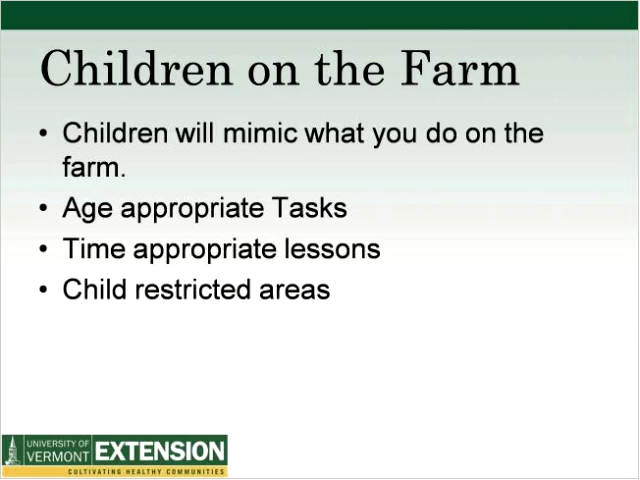 Children on the Farm
• Children will mimic what you do on the
farm.
• Age appropriate Tasks
• Time appropriate lessons
• Child restricted areas
UNIVERSITY OF
VERMONT EXTENSION
CULTIVATING HEALTHY COMMUNITIES